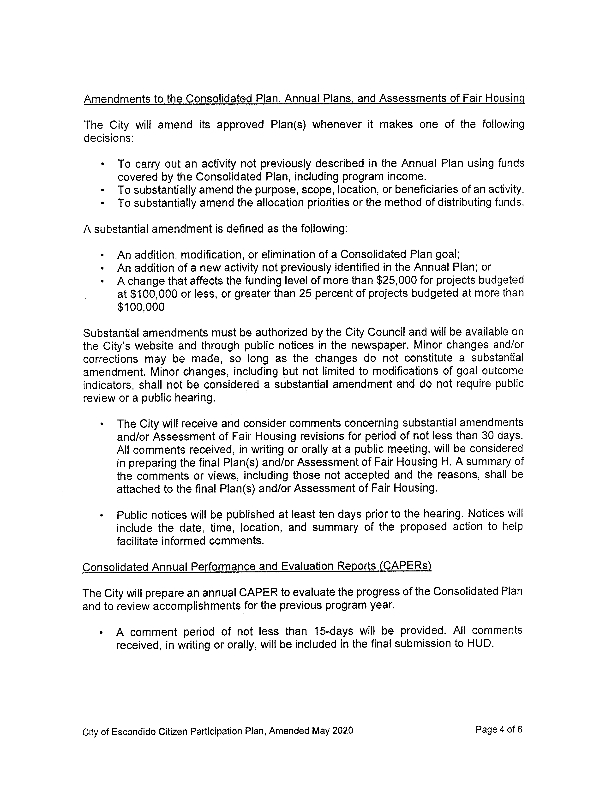 Amendments to the Consolidated Plan, Annual Plans, and Assessments of Fair Housing
The City will amend its approved Plan(s) whenever it makes one of the following
decisions:
• To carry out an activity not previously described in the Annual Plan using funds
covered by the Consolidated Plan, including program income.
• To substantially amend the purpose, scope, location, or beneficiaries of an activity.
• To substantially amend the allocation priorities or the method of distributing funds.
A substantial amendment is defined as the following:
• An addition, modification, or elimination of a Consolidated Plan goal;
• An addition of a new activity not previously identified in the Annual Plan; or
• A change that affects the funding level of more than $25,000 for projects budgeted
at $100,000 or less, or greater than 25 percent of projects budgeted at more than
$100,000
Substantial amendments must be authorized by the City Council and will be available on
the City's website and through public notices in the newspaper. Minor changes and/or
corrections may be made, so long as the changes do not constitute a substantial
amendment. Minor changes, including but not limited to modifications of goal outcome
indicators, shall not be considered a substantial amendment and do not require public
review or a public hearing.
• The City will receive and consider comments concerning substantial amendments
and/or Assessment of Fair Housing revisions for period of not less than 30 days.
All comments received, in writing or orally at a public meeting, will be considered
in preparing the final Plan(s) and/or Assessment of Fair Housing H. A summary of
the comments or views, including those not accepted and the reasons, shall be
attached to the final Plan(s) and/or Assessment of Fair Housing.
• Public notices will be published at least ten days prior to the hearing. Notices will
include the date, time, location, and summary of the proposed action to help
facilitate informed comments.
Consolidated Annual Performance and Evaluation Reports (CAPERs)
The City will prepare an annual CAPER to evaluate the progress of the Consolidated Plan
and to review accomplishments for the previous program year.
• A comment period of not less than 15-days will be provided. All comments
received, in writing or orally, will be included in the final submission to HUD.
City of Escondido Citizen Participation Plan, Amended May 2020
Page 4 of 6